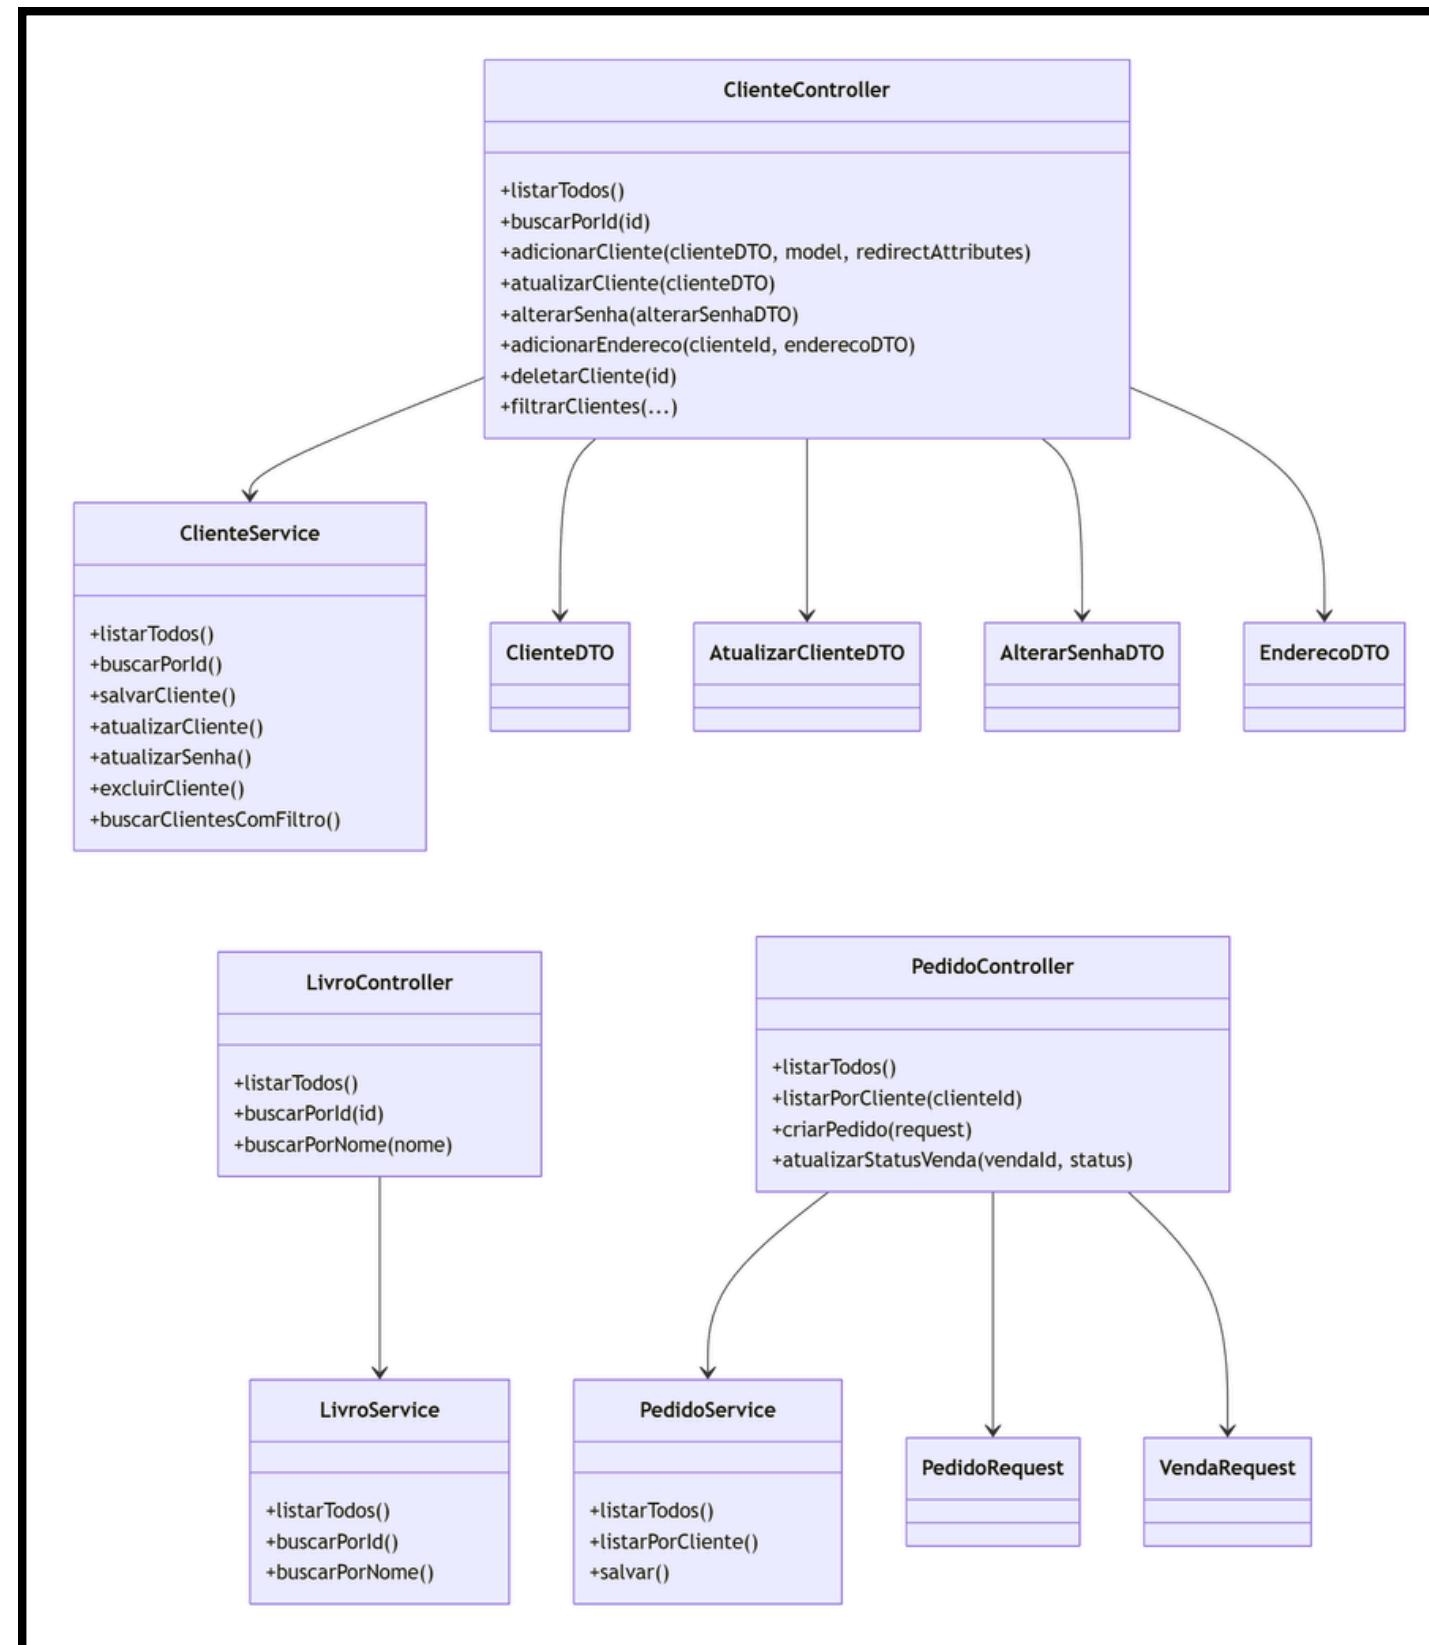 ClienteController
+listarTodos()
+buscarPorId(id)
+adicionarCliente(clienteDTO, model, redirectAttributes)
+atualizarCliente(clienteDTO)
+alterarSenha(alterarSenhaDTO)
+adicionarEndereco(clienteId, enderecoDTO)
+deletarCliente(id)
+filtrarClientes(...)
ClienteService
+listarTodos()
+buscarPorId()
+salvarCliente()
+atualizarCliente()
+atualizarSenha()
+excluirCliente()
+buscarClientesComFiltro()
ClienteDTO
AtualizarClienteDTO
AlterarSenhaDTO
EnderecoDTO
LivroController
+listarTodos()
+buscarPorId(id)
+buscarPorNome(nome)
PedidoController
+listarTodos()
+listarPorCliente(clienteId)
+criarPedido(request)
+atualizarStatusVenda(vendaId, status)
LivroService
+listarTodos()
+buscarPorId()
+buscarPorNome()
PedidoService
+listarTodos()
+listarPorCliente()
+salvar()
PedidoRequest
VendaRequest